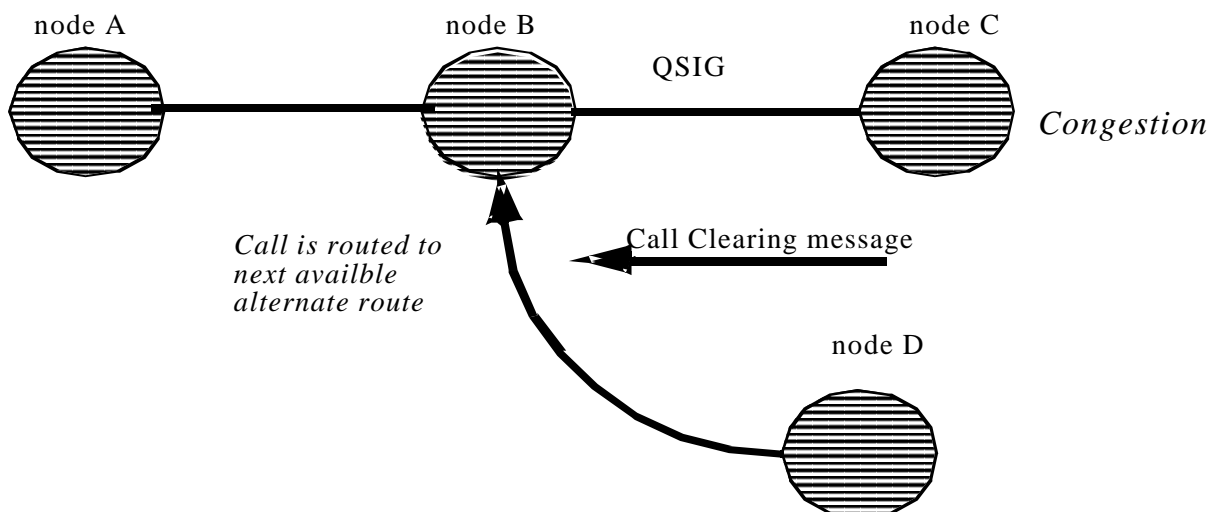 node A
node B
node C
QSIG
Congestion
Call is routed to
next availble
alternate route
Call Clearing message
node D